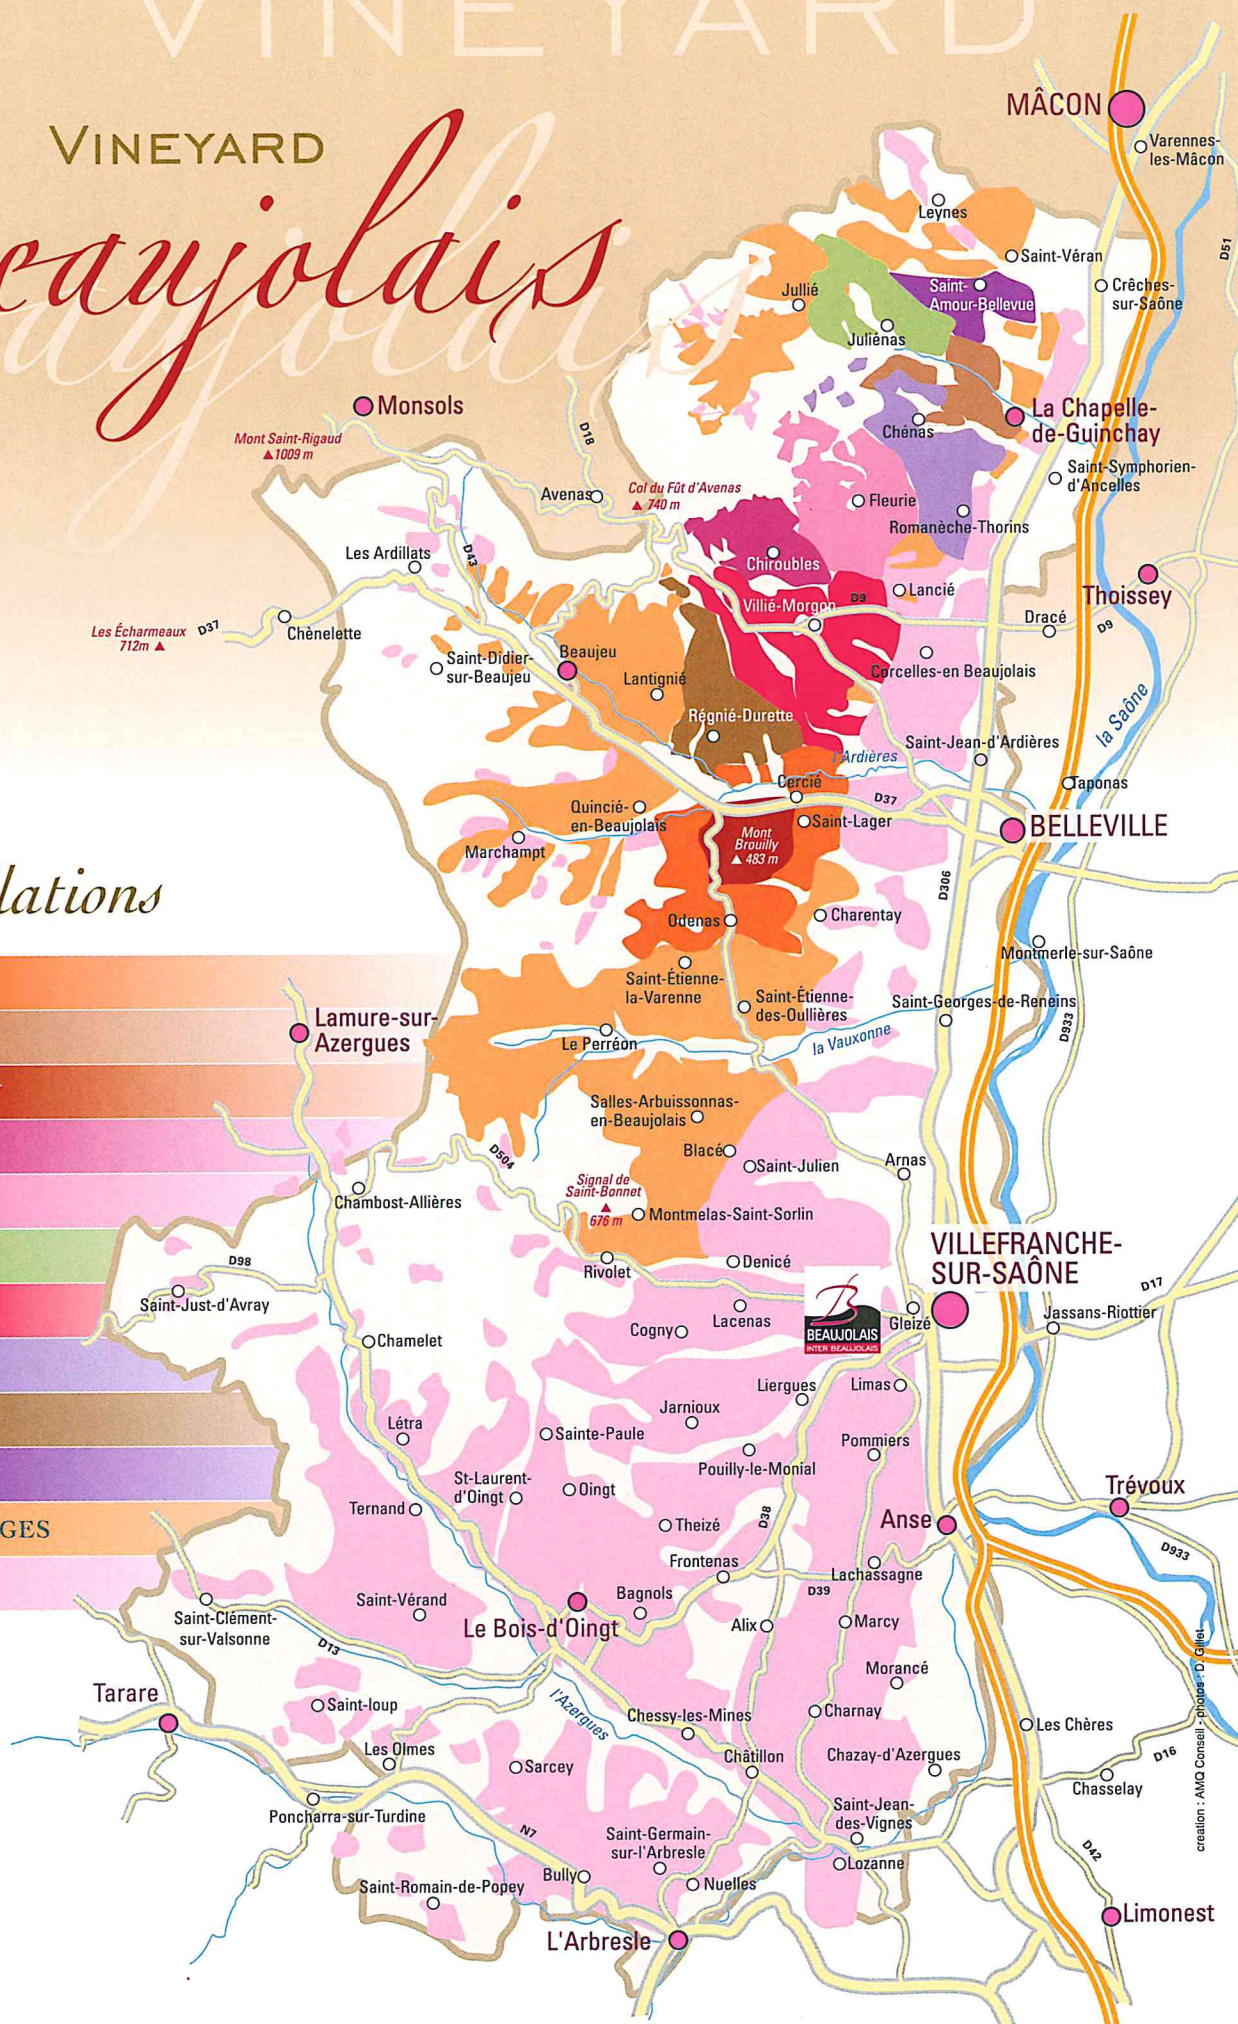 VINEYARD
VINEYARD
eaujolais
MÂCON
Varennes-
les-Mâcon
D51
Leynes
Saint-Véran
Crêches-
sur-Saône
Saint-
Amour-Bellevue
Jullié
Juliénas
Monsols
La Chapelle-
de-Guinchay
Chénas
Mont Saint-Rigaud
1009 m
D18
Saint-Symphorien-
d'Ancelles
Avenas
Col du Fût d'Avenas
740 m
Fleurie
Romanèche-Thorins
Les Ardillats
D43
Chiroubles
Thoissey
Lancié
Villié-Morgon
D9
Dracé
D9
Les Écharmeaux
712m
D37
Chènelette
Saint-Didier-
sur-Beaujeu
Beaujeu
Lantignié
Corcelles-en Beaujolais
la Saône
Régnié-Durette
Saint-Jean-d'Ardières
l'Ardières
Cercié
Taponas
D37
Quincié-
en-Beaujolais
Saint-Lager
BELLEVILLE
Mont
Brouilly
483 m
Marchampt
D306
lations
Odenas
Charentay
Montmerle-sur-Saône
Saint-Étienne-
la-Varenne
Saint-Étienne-
des-Oullières
Saint-Georges-de-Reneins
D933
Lamure-sur-
Azergues
Le Perréon
la Vauxonne
Salles-Arbuissonnas-
en-Beaujolais
Blacé
Saint-Julien
Arnas
D504
Signal de
Saint-Bonnet
676 m
Chambost-Allières
Montmelas-Saint-Sorlin
VILLEFRANCHE-
SUR-SAÔNE
D98
Rivolet
Denicé
D17
Saint-Just-d'Avray
Lacenas
Cogny
BEAUJOLAIS
INTER BEAUJOLAIS
Gleizé
Jassans-Riottier
Chamelet
Liergues
Limas
Létra
Jarnioux
Sainte-Paule
Pommiers
Pouilly-le-Monial
St-Laurent-
d'Oingt
Oingt
Trévoux
Ternand
Theizé
D38
Anse
GES
D933
Frontenas
Lachassagne
D39
Saint-Vérand
Bagnols
Saint-Clément-
sur-Valsonne
Le Bois-d'Oingt
Alix
Marcy
D13
Morancé
Tarare
Saint-loup
l'Azergues
Chessy-les-Mines
Charnay
Les Chères
Les Olmes
Sarcey
Châtillon
Chazay-d'Azergues
D16
Chasselay
Poncharra-sur-Turdine
N7
Saint-Jean-
des-Vignes
Saint-Germain-
sur-l'Arbresle
D42
Lozanne
Bully
Nuelles
Saint-Romain-de-Popey
L'Arbresle
Limonest
creation : AMQ Conseil - photos : D. Gillet